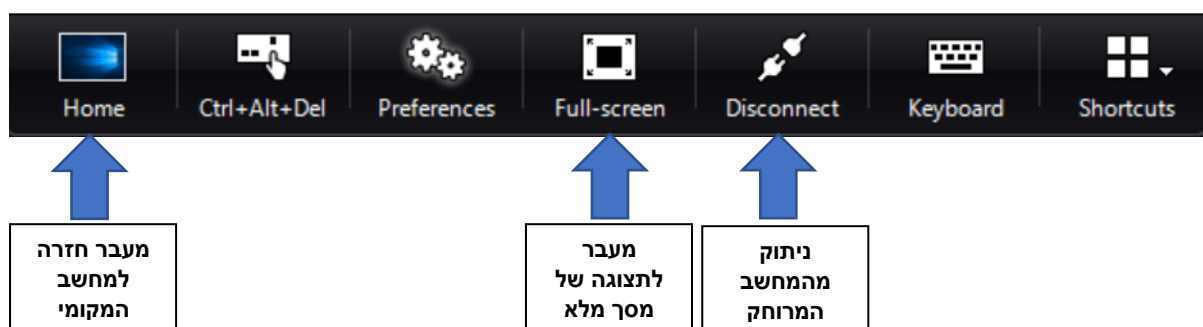 Home
Ctrl+Alt+Del
Preferences
Full-screen
Disconnect
Keyboard
Shortcuts
מעבר חזרה
למחשב
המקומי
מעבר
לתצוגה של
מסך מלא
ניתוק
מהמחשב
המרוחק